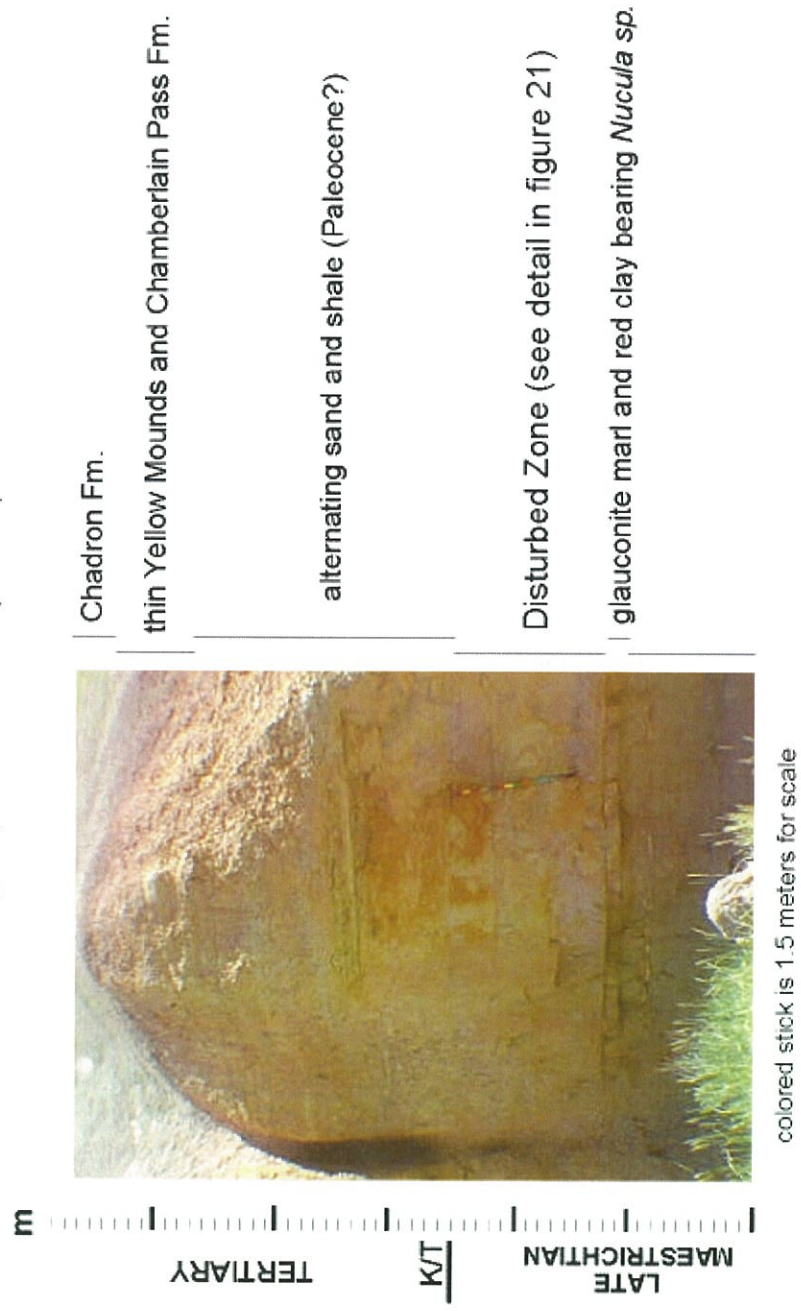 Chadron Fm.
thin Yellow Mounds and Chamberlain Pass Fm.
alternating sand and shale (Paleocene?)
Disturbed Zone (see detail in figure 21)
glauconite marl and red clay bearing Nucula sp.
m
TERTIARY
K/T
LATE
MAESTRICHTIAN
colored stick is 1.5 meters for scale